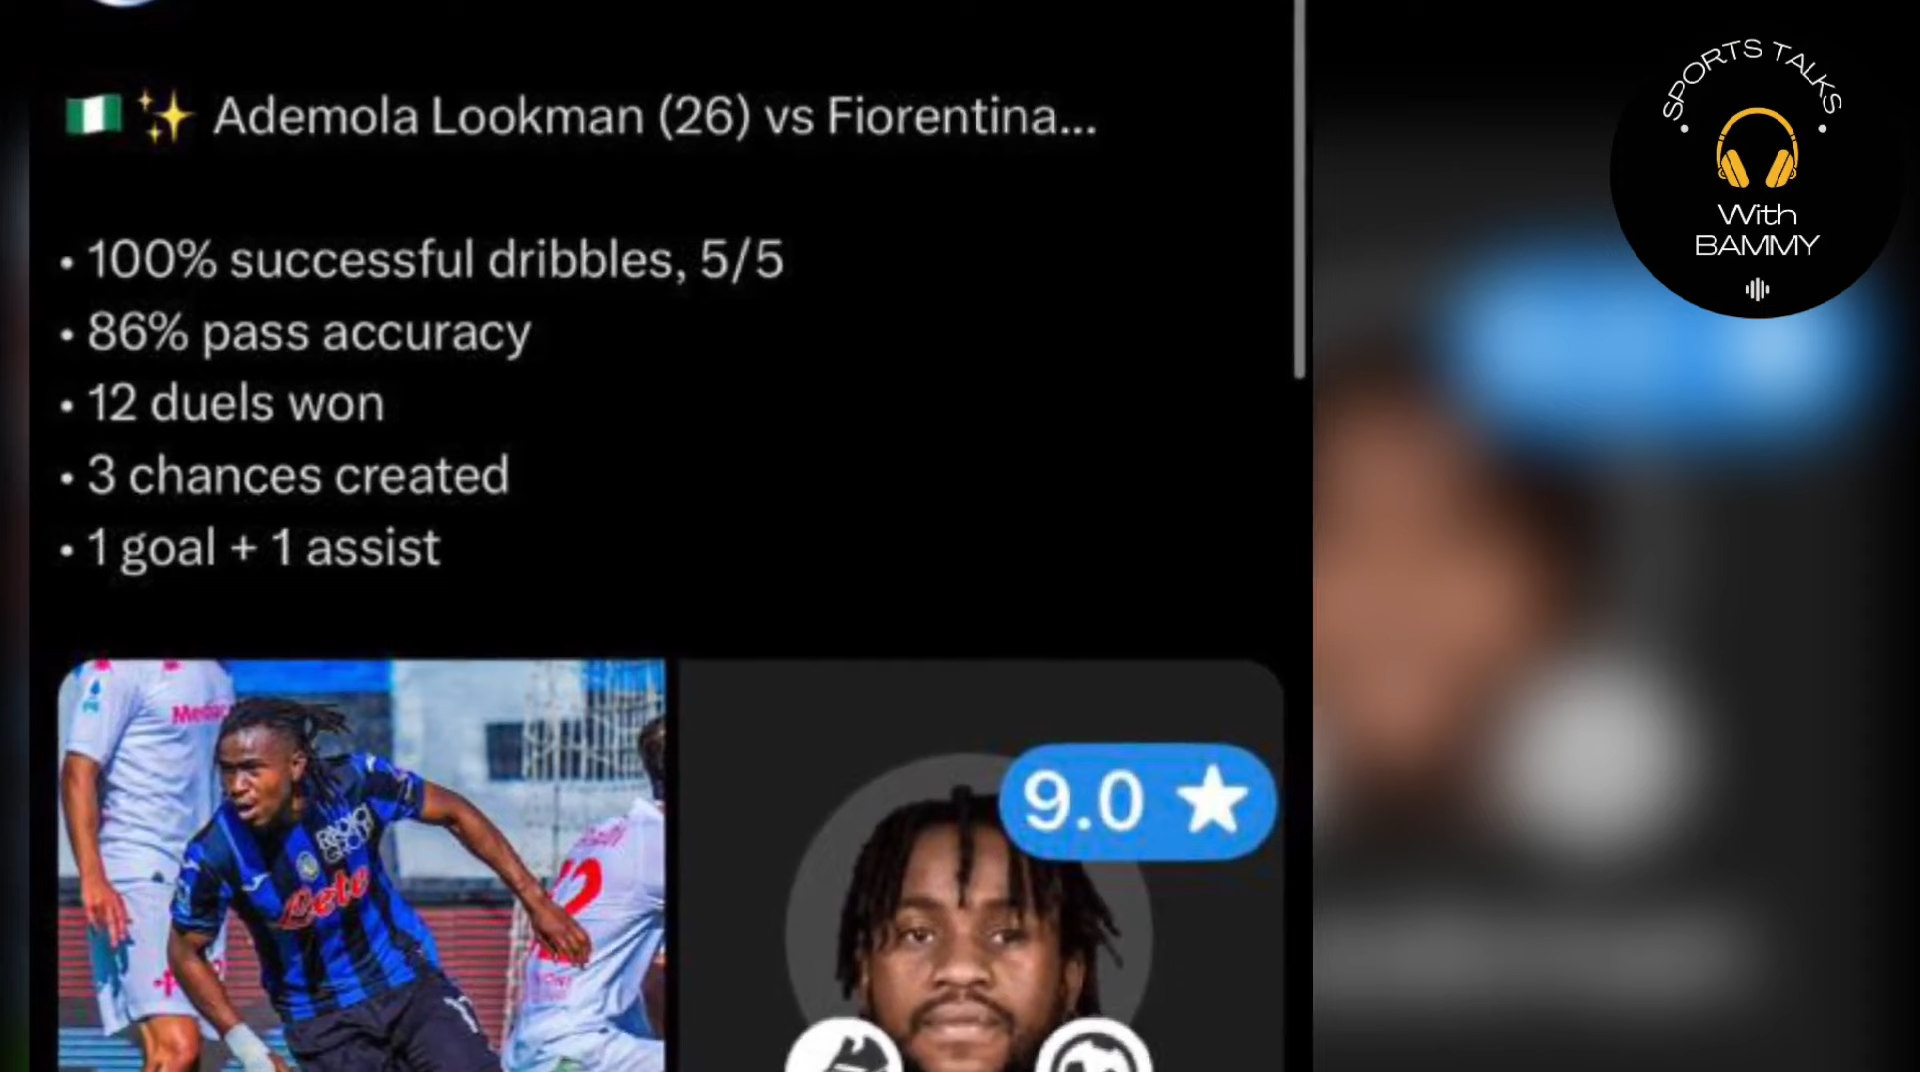 SPORTS TALKS
With
BAMMY
🇳🇬✨ Ademola Lookman (26) vs Fiorentina...
• 100% successful dribbles, 5/5
• 86% pass accuracy
• 12 duels won
• 3 chances created
• 1 goal + 1 assist
9.0 ★
Lete